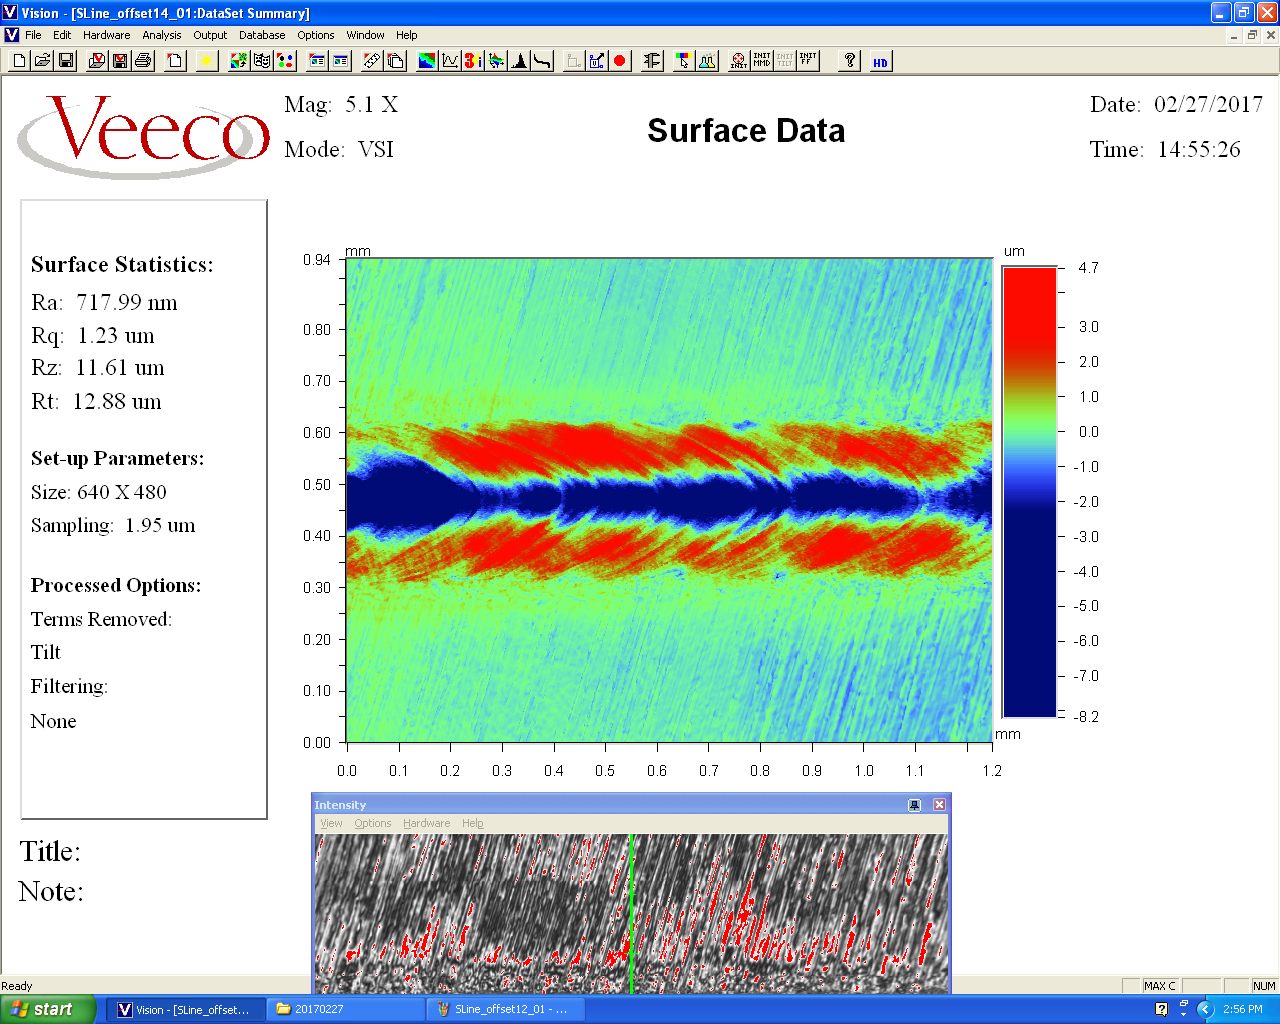 Vision - [SLine_offset14_01:DataSet Summary]
File Edit Hardware Analysis Output Database Options Window Help
INIT INIT MMD INIT TILT INIT FF ? HD
Veeco
Mag: 5.1 X
Mode: VSI
Surface Data
Date: 02/27/2017
Time: 14:55:26
Surface Statistics:
Ra: 717.99 nm
Rq: 1.23 um
Rz: 11.61 um
Rt: 12.88 um
Set-up Parameters:
Size: 640 X 480
Sampling: 1.95 um
Processed Options:
Terms Removed:
Tilt
Filtering:
None
Title:
Note:
mm
0.94
0.80
0.70
0.60
0.50
0.40
0.30
0.20
0.10
0.00
0.0 0.1 0.2 0.3 0.4 0.5 0.6 0.7 0.8 0.9 1.0 1.1 1.2
mm
um
4.7
3.0
2.0
1.0
0.0
-1.0
-2.0
-3.0
-4.0
-5.0
-6.0
-7.0
-8.2
Intensity
View Options Hardware Help
Ready
MAX C NUM
start
Vision - [SLine_offset...
20170227
SLine_offset12_01 - ...
2:56 PM